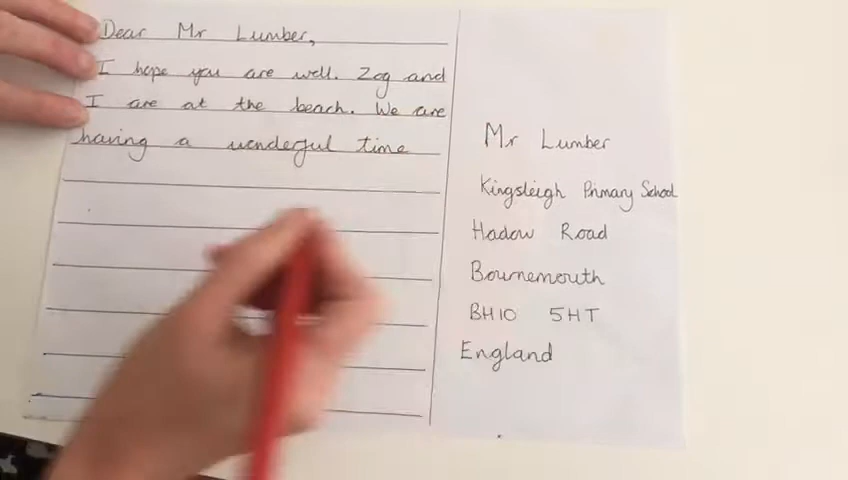 Dear Mr Lumber,
I hope you are well. Zog and
I are at the beach. We are
having a wonderful time
Mr Lumber
Kingsleigh Primary School
Hadow Road
Bournemouth
BH10 5HT
England